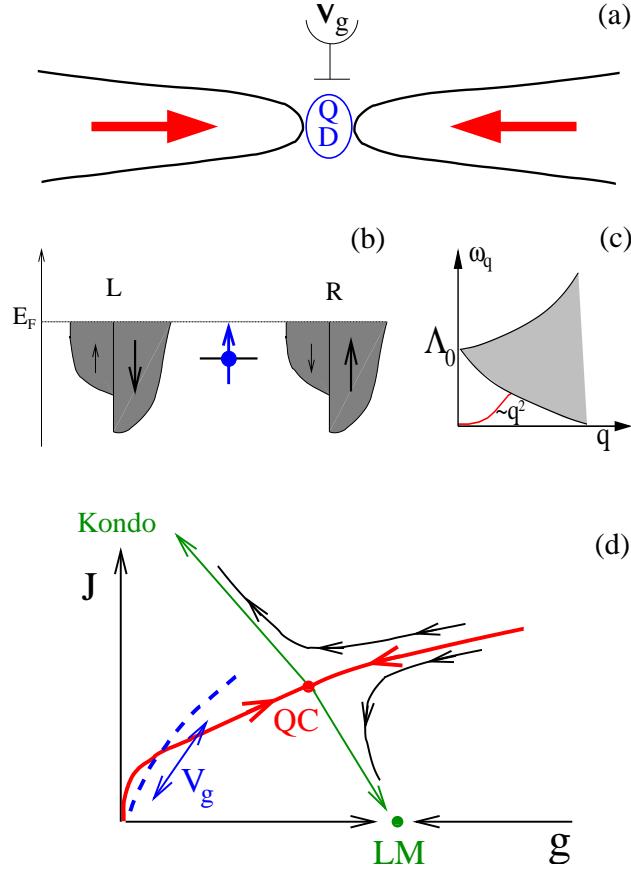 (a)
V_g
Q
D
(b)
(c)
L
R
E_F
ω_q
Λ_0
~q^2
q
(d)
Kondo
J
QC
V_g
LM
g